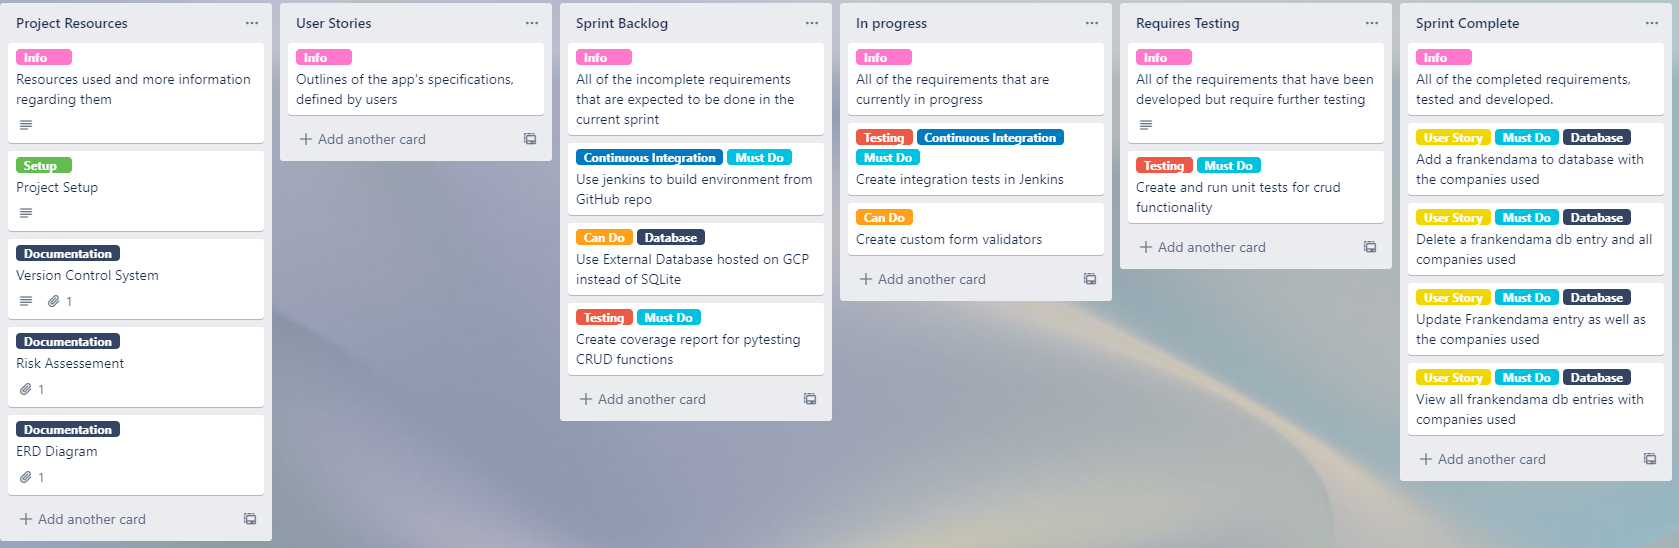 Project Resources
Info
Resources used and more information
regarding them
Setup
Project Setup
Documentation
Version Control System
1
Documentation
Risk Assessement
1
Documentation
ERD Diagram
1
+ Add another card
User Stories
Info
Outlines of the app's specifications,
defined by users
+ Add another card
Sprint Backlog
Info
All of the incomplete requirements
that are expected to be done in the
current sprint
Continuous Integration Must Do
Use jenkins to build environment from
GitHub repo
Can Do Database
Use External Database hosted on GCP
instead of SQLite
Testing Must Do
Create coverage report for pytesting
CRUD functions
+ Add another card
In progress
Info
All of the requirements that are
currently in progress
Testing Continuous Integration
Must Do
Create integration tests in Jenkins
Can Do
Create custom form validators
+ Add another card
Requires Testing
Info
All of the requirements that have been
developed but require further testing
Testing Must Do
Create and run unit tests for crud
functionality
+ Add another card
Sprint Complete
Info
All of the completed requirements,
tested and developed.
User Story Must Do Database
Add a frankendama to database with
the companies used
User Story Must Do Database
Delete a frankendama db entry and all
companies used
User Story Must Do Database
Update Frankendama entry as well as
the companies used
User Story Must Do Database
View all frankendama db entries with
companies used
+ Add another card